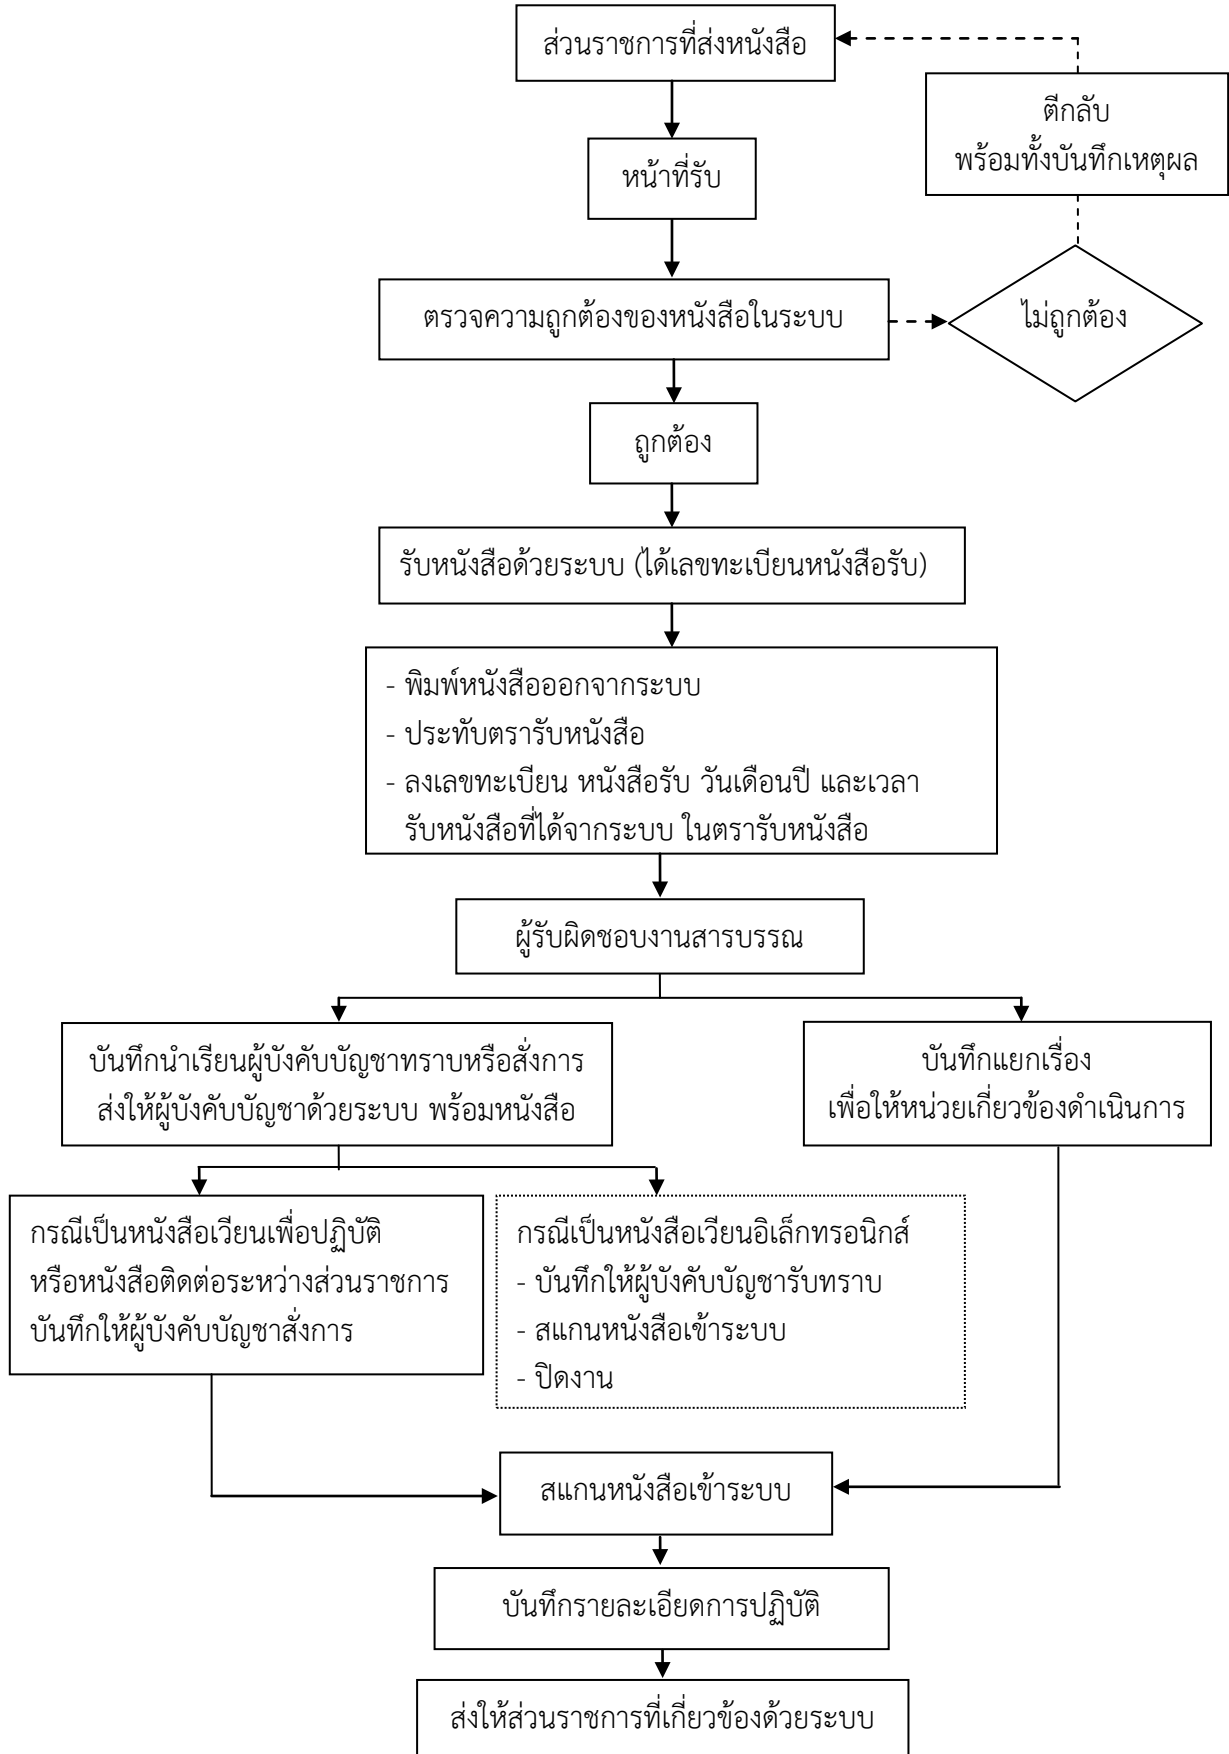 ส่วนราชการที่ส่งหนังสือ
ตีกลับ
พร้อมทั้งบันทึกเหตุผล
หน้าที่รับ
ตรวจความถูกต้องของหนังสือในระบบ
ไม่ถูกต้อง
ถูกต้อง
รับหนังสือด้วยระบบ (ได้เลขทะเบียนหนังสือรับ)
- พิมพ์หนังสือออกจากระบบ
- ประทับตรารับหนังสือ
- ลงเลขทะเบียน หนังสือรับ วันเดือนปี และเวลา
รับหนังสือที่ได้จากระบบ ในตรารับหนังสือ
ผู้รับผิดชอบงานสารบรรณ
บันทึกนำเรียนผู้บังคับบัญชาทราบหรือสั่งการ
ส่งให้ผู้บังคับบัญชาด้วยระบบ พร้อมหนังสือ
บันทึกแยกเรื่อง
เพื่อให้หน่วยเกี่ยวข้องดำเนินการ
กรณีเป็นหนังสือเวียนเพื่อปฏิบัติ
หรือหนังสือติดต่อระหว่างส่วนราชการ
บันทึกให้ผู้บังคับบัญชาสั่งการ
กรณีเป็นหนังสือเวียนอิเล็กทรอนิกส์
- บันทึกให้ผู้บังคับบัญชารับทราบ
- สแกนหนังสือเข้าระบบ
- ปิดงาน
สแกนหนังสือเข้าระบบ
บันทึกรายละเอียดการปฏิบัติ
ส่งให้ส่วนราชการที่เกี่ยวข้องด้วยระบบ